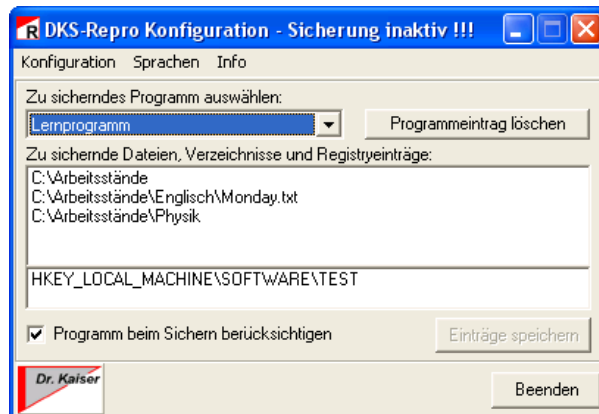 R DKS-Repro Konfiguration - Sicherung inaktiv !!!
Konfiguration Sprachen Info
Zu sicherndes Programm auswählen:
Lernprogramm
Programmeintrag löschen
Zu sichernde Dateien, Verzeichnisse und Registryeinträge:
C:\Arbeitsstände
C:\Arbeitsstände\Englisch\Monday.txt
C:\Arbeitsstände\Physik
HKEY_LOCAL_MACHINE\SOFTWARE\TEST
Programm beim Sichern berücksichtigen
Einträge speichern
Dr. Kaiser
Beenden